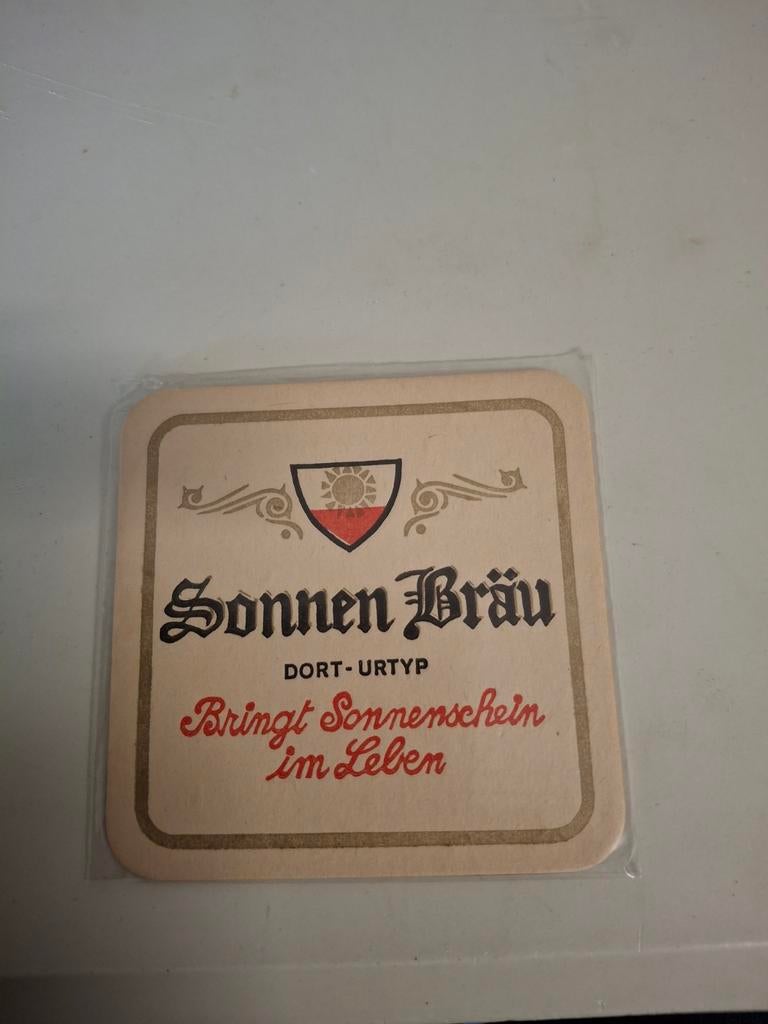 Sonnen Bräu
DORT-URTYP
Bringt Sonnenschein
im Leben